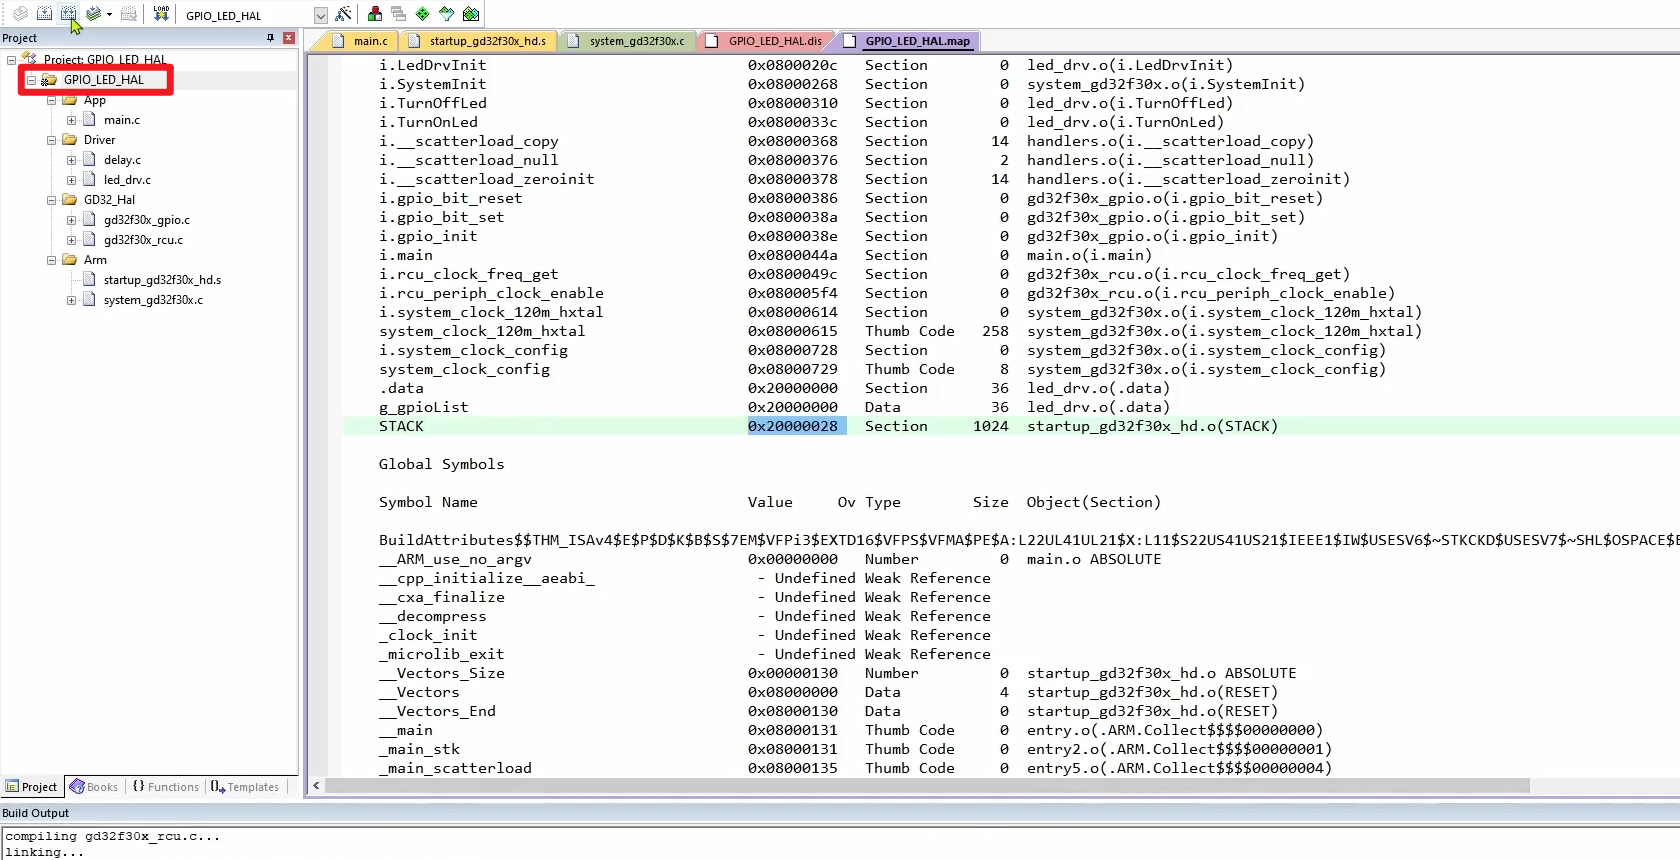 LOAD
GPIO_LED_HAL
Project
main.c
startup_gd32f30x_hd.s
system_gd32f30x.c
GPIO_LED_HAL.dis
GPIO_LED_HAL.map
Project: GPIO_LED_HAL
GPIO_LED_HAL
App
main.c
Driver
delay.c
led_drv.c
GD32_Hal
gd32f30x_gpio.c
gd32f30x_rcu.c
Arm
startup_gd32f30x_hd.s
system_gd32f30x.c
i.LedDrvInit 0x0800020c Section 0 led_drv.o(i.LedDrvInit)
i.SystemInit 0x08000268 Section 0 system_gd32f30x.o(i.SystemInit)
i.TurnOffLed 0x08000310 Section 0 led_drv.o(i.TurnOffLed)
i.TurnOnLed 0x0800033c Section 0 led_drv.o(i.TurnOnLed)
i.__scatterload_copy 0x08000368 Section 14 handlers.o(i.__scatterload_copy)
i.__scatterload_null 0x08000376 Section 2 handlers.o(i.__scatterload_null)
i.__scatterload_zeroinit 0x08000378 Section 14 handlers.o(i.__scatterload_zeroinit)
i.gpio_bit_reset 0x08000386 Section 0 gd32f30x_gpio.o(i.gpio_bit_reset)
i.gpio_bit_set 0x0800038a Section 0 gd32f30x_gpio.o(i.gpio_bit_set)
i.gpio_init 0x0800038e Section 0 gd32f30x_gpio.o(i.gpio_init)
i.main 0x0800044a Section 0 main.o(i.main)
i.rcu_clock_freq_get 0x0800049c Section 0 gd32f30x_rcu.o(i.rcu_clock_freq_get)
i.rcu_periph_clock_enable 0x080005f4 Section 0 gd32f30x_rcu.o(i.rcu_periph_clock_enable)
i.system_clock_120m_hxtal 0x08000614 Section 0 system_gd32f30x.o(i.system_clock_120m_hxtal)
system_clock_120m_hxtal 0x08000615 Thumb Code 258 system_gd32f30x.o(i.system_clock_120m_hxtal)
i.system_clock_config 0x08000728 Section 0 system_gd32f30x.o(i.system_clock_config)
system_clock_config 0x08000729 Thumb Code 8 system_gd32f30x.o(i.system_clock_config)
.data 0x20000000 Section 36 led_drv.o(.data)
g_gpioList 0x20000000 Data 36 led_drv.o(.data)
STACK 0x20000028 Section 1024 startup_gd32f30x_hd.o(STACK)
Global Symbols
Symbol Name Value Ov Type Size Object(Section)
BuildAttributes$$THM_ISAv4$E$P$D$K$B$S$7EM$VFPi3$EXTD16$VFPS$VFMA$PE$A:L22UL41UL21$X:L11$S22US41US21$IEEE1$IW$USESV6$~STKCKD$USESV7$~SHL$OSPACE$E
__ARM_use_no_argv 0x00000000 Number 0 main.o ABSOLUTE
__cpp_initialize__aeabi_ - Undefined Weak Reference
__cxa_finalize - Undefined Weak Reference
__decompress - Undefined Weak Reference
_clock_init - Undefined Weak Reference
_microlib_exit - Undefined Weak Reference
__Vectors_Size 0x00000130 Number 0 startup_gd32f30x_hd.o ABSOLUTE
__Vectors 0x08000000 Data 4 startup_gd32f30x_hd.o(RESET)
__Vectors_End 0x08000130 Data 0 startup_gd32f30x_hd.o(RESET)
__main 0x08000131 Thumb Code 0 entry.o(.ARM.Collect$$$$00000000)
_main_stk 0x08000131 Thumb Code 0 entry2.o(.ARM.Collect$$$$00000001)
_main_scatterload 0x08000135 Thumb Code 0 entry5.o(.ARM.Collect$$$$00000004)
Project Books {} Functions Templates
Build Output
compiling gd32f30x_rcu.c...
linking...